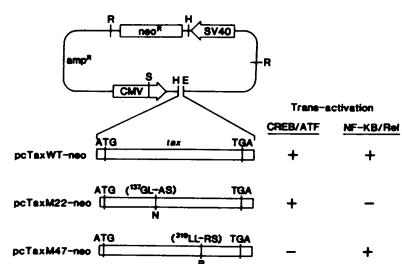 R neoᴿ H SV40
ampᴿ R
CMV S H E
Trans-activation
CREB/ATF NF-KB/Rel
ATG tax TGA
pcTaxWT-neo + +
ATG (¹³⁷GL-AS) TGA
pcTaxM22-neo + −
N
ATG (³¹⁹LL-RS) TGA
pcTaxM47-neo − +